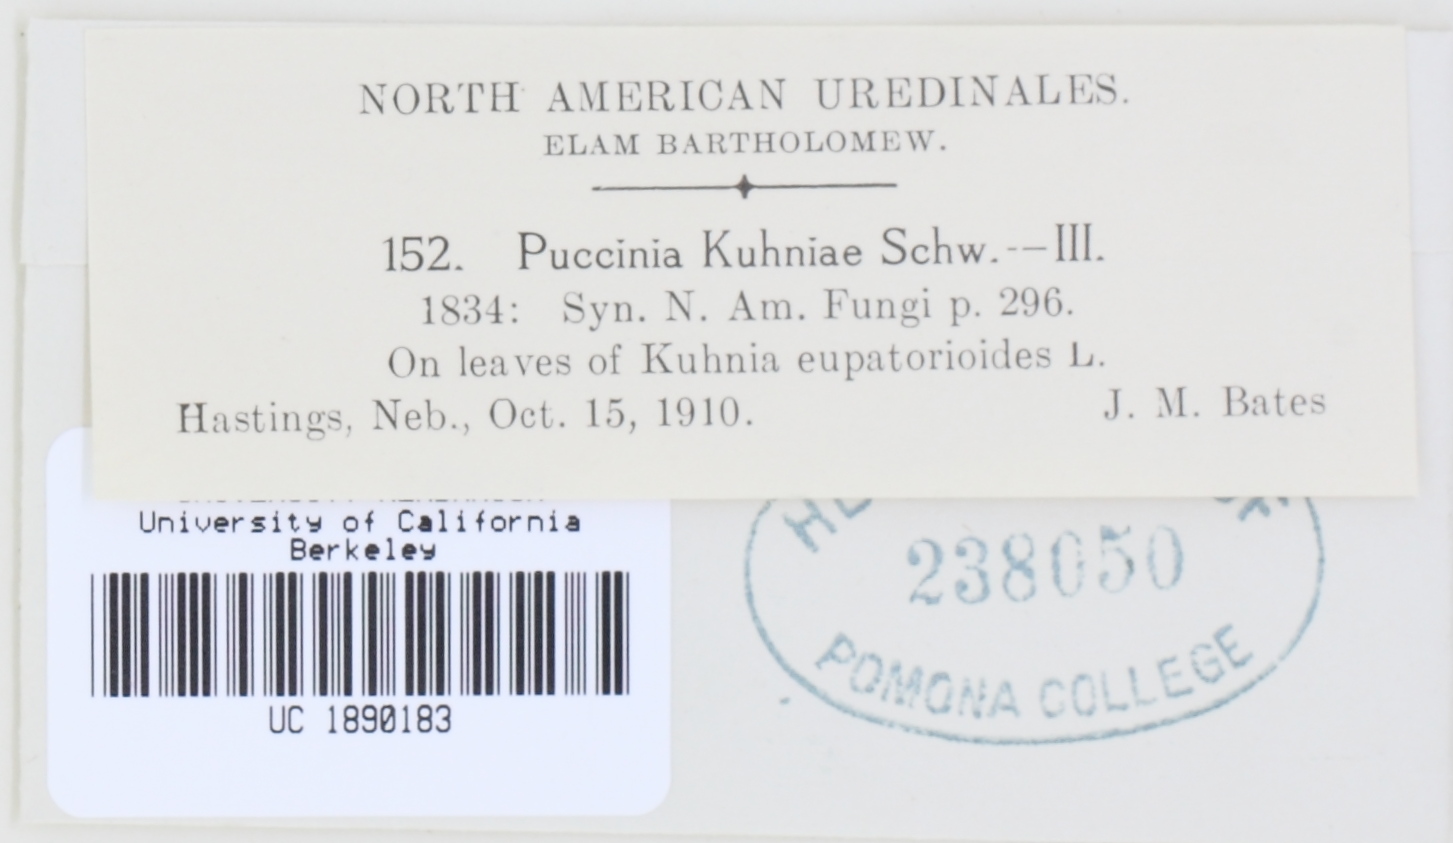 NORTH AMERICAN UREDINALES.
ELAM BARTHOLOMEW.
152. Puccinia Kuhniae Schw.--III.
1834: Syn. N. Am. Fungi p. 296.
On leaves of Kuhnia eupatorioides L.
Hastings, Neb., Oct. 15, 1910. J. M. Bates
University of California
Berkeley
UC 1890183
238050
POMONA COLLEGE